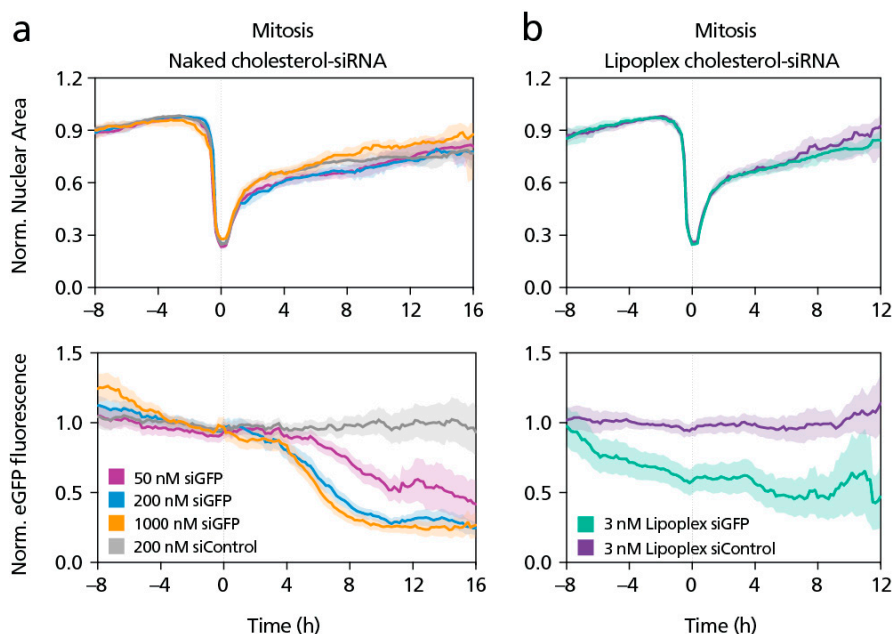 a
Mitosis
Naked cholesterol-siRNA
Norm. Nuclear Area
1.2
0.9
0.6
0.3
0.0
−8 −4 0 4 8 12 16
Norm. eGFP fluorescence
1.5
1.0
0.5
0.0
50 nM siGFP
200 nM siGFP
1000 nM siGFP
200 nM siControl
−8 −4 0 4 8 12 16
Time (h)
b
Mitosis
Lipoplex cholesterol-siRNA
1.2
0.9
0.6
0.3
0.0
−8 −4 0 4 8 12
1.5
1.0
0.5
0.0
3 nM Lipoplex siGFP
3 nM Lipoplex siControl
−8 −4 0 4 8 12
Time (h)